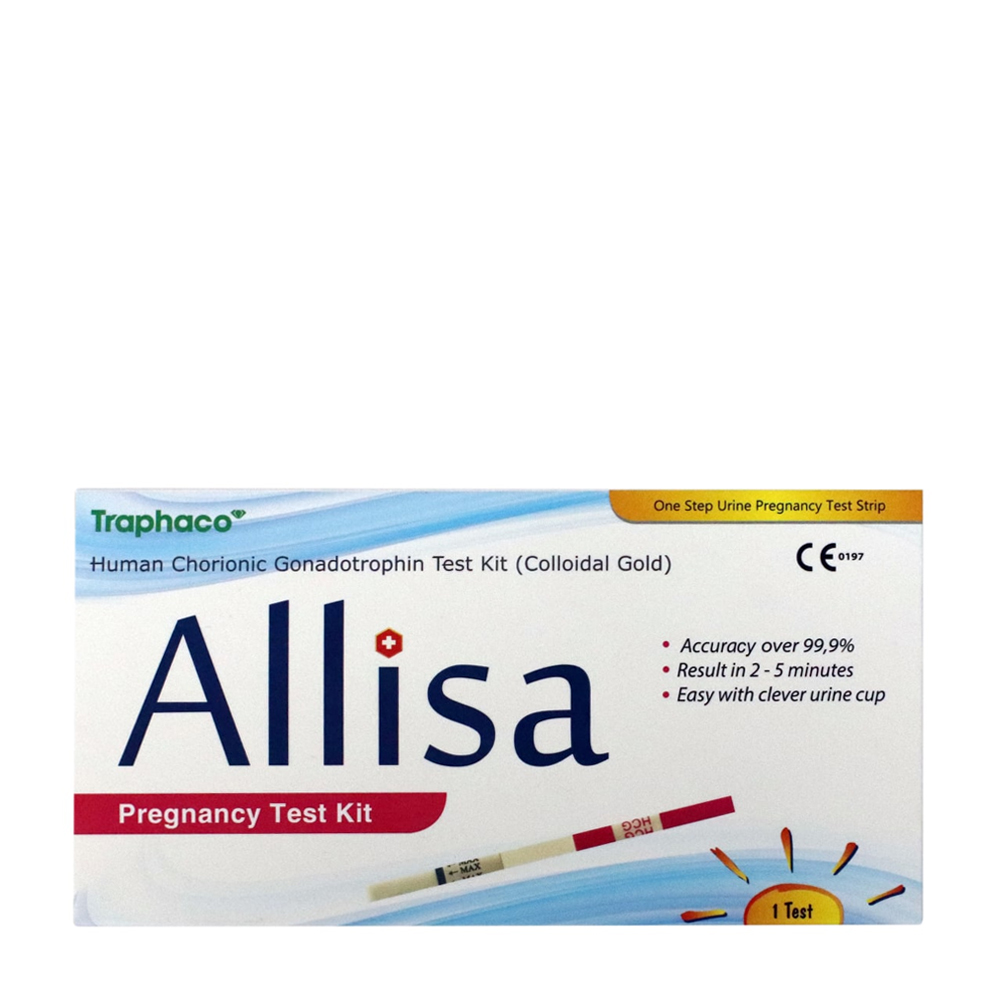 Traphaco
One Step Urine Pregnancy Test Strip
Human Chorionic Gonadotrophin Test Kit (Colloidal Gold)
CE 0197
Allisa
• Accuracy over 99,9%
• Result in 2 - 5 minutes
• Easy with clever urine cup
Pregnancy Test Kit
HCG
HCG
←MAX
1 Test